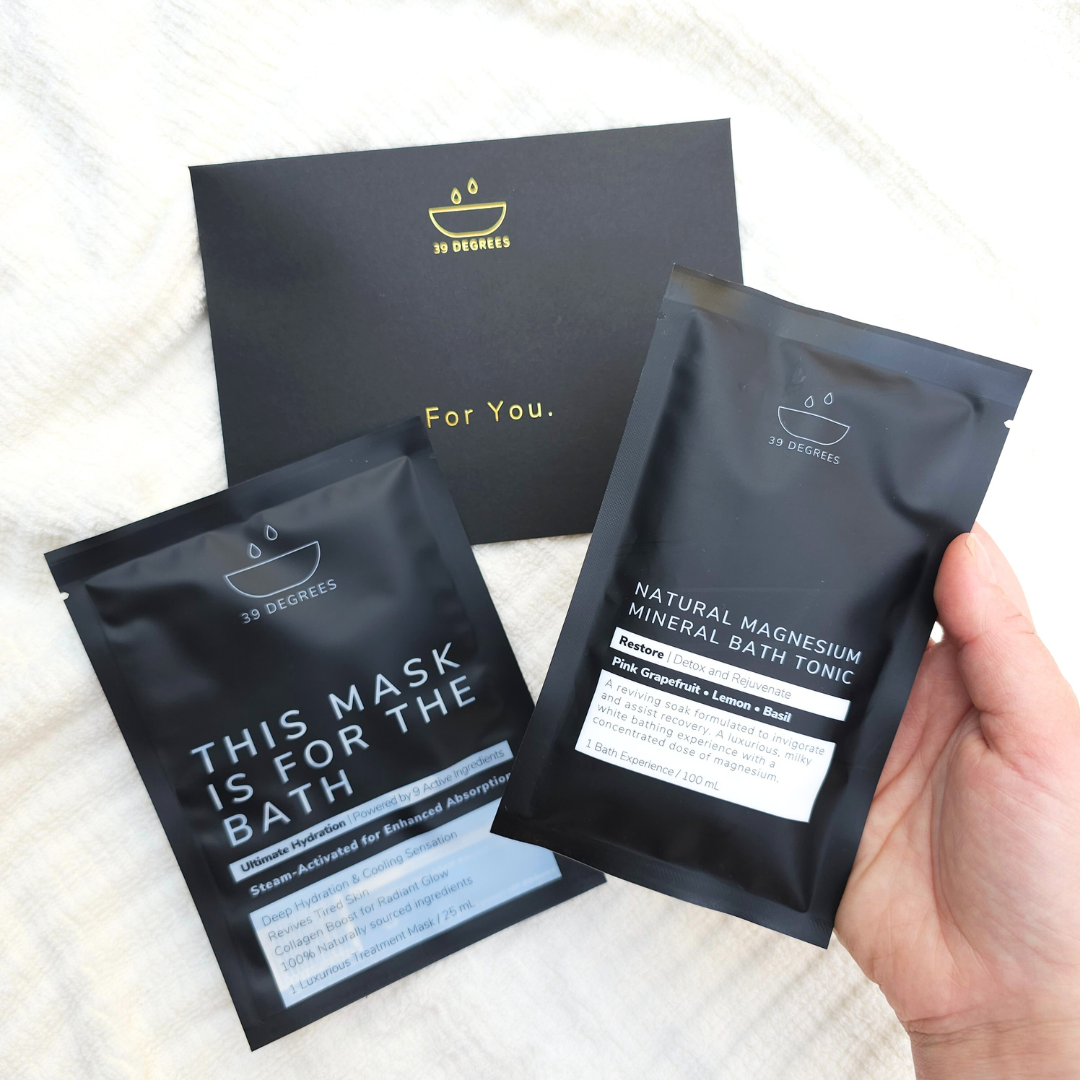 39 DEGREES
For You.
39 DEGREES
THIS MASK
IS FOR THE
BATH
Ultimate Hydration | Powered by 9 Active Ingredients
Steam-Activated for Enhanced Absorption
Deep Hydration & Cooling Sensation
Revives Tired Skin
Collagen Boost for Radiant Glow
100% Naturally sourced ingredients
1 Luxurious Treatment Mask / 25 mL
39 DEGREES
NATURAL MAGNESIUM
MINERAL BATH TONIC
Restore | Detox and Rejuvenate
Pink Grapefruit • Lemon • Basil
A reviving soak formulated to invigorate
and assist recovery. A luxurious, milky
white bathing experience with a
concentrated dose of magnesium.
1 Bath Experience / 100 mL